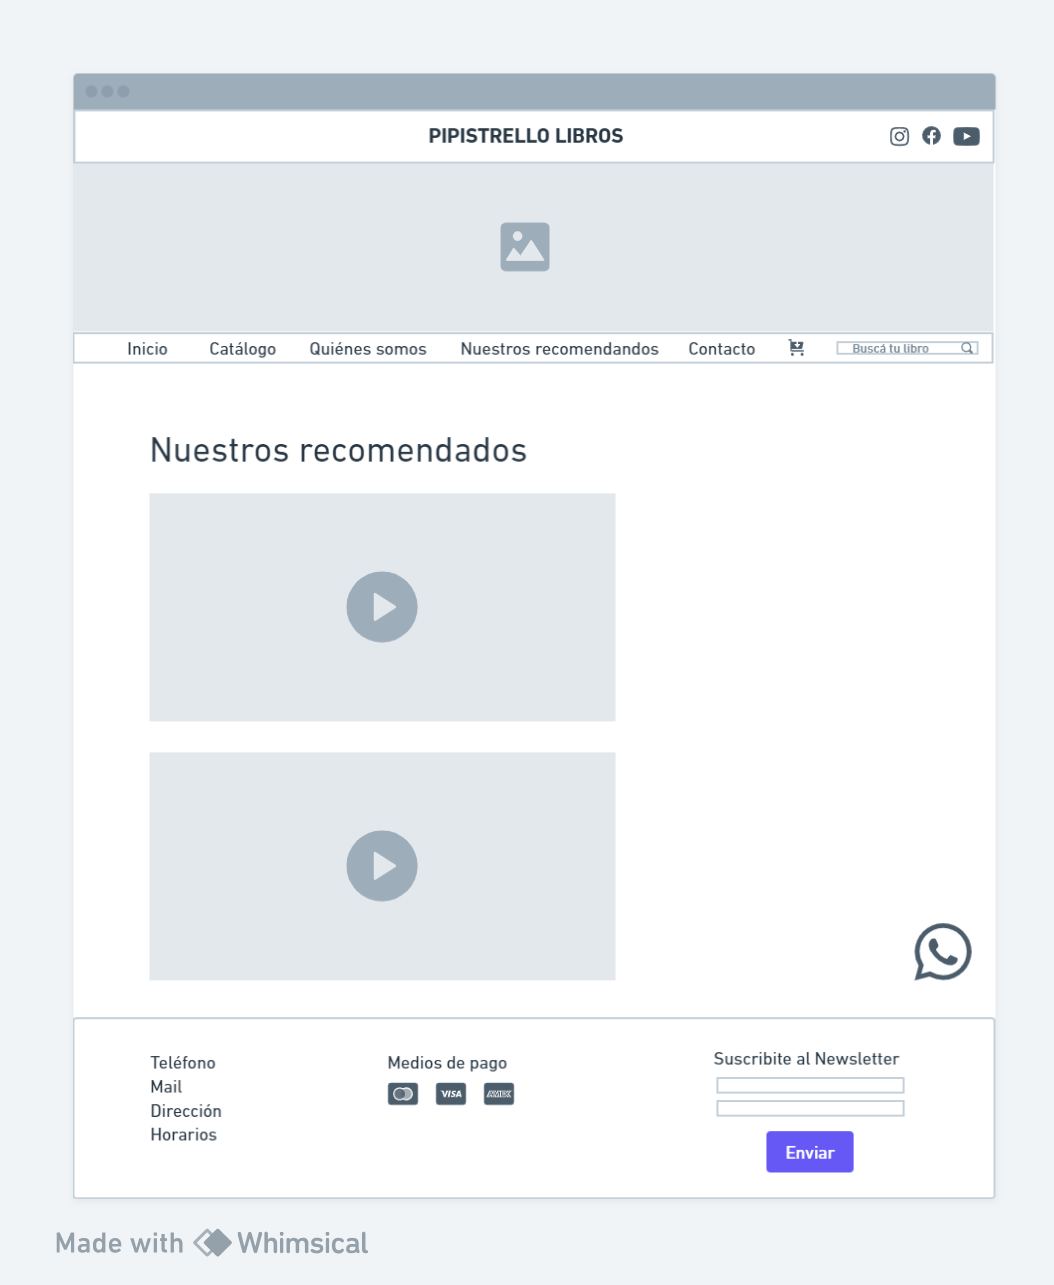 PIPISTRELLO LIBROS
Inicio Catálogo Quiénes somos Nuestros recomendandos Contacto Buscá tu libro
Nuestros recomendados
Teléfono
Mail
Dirección
Horarios
Medios de pago
VISA
AMEX
Suscribite al Newsletter
Enviar
Made with Whimsical